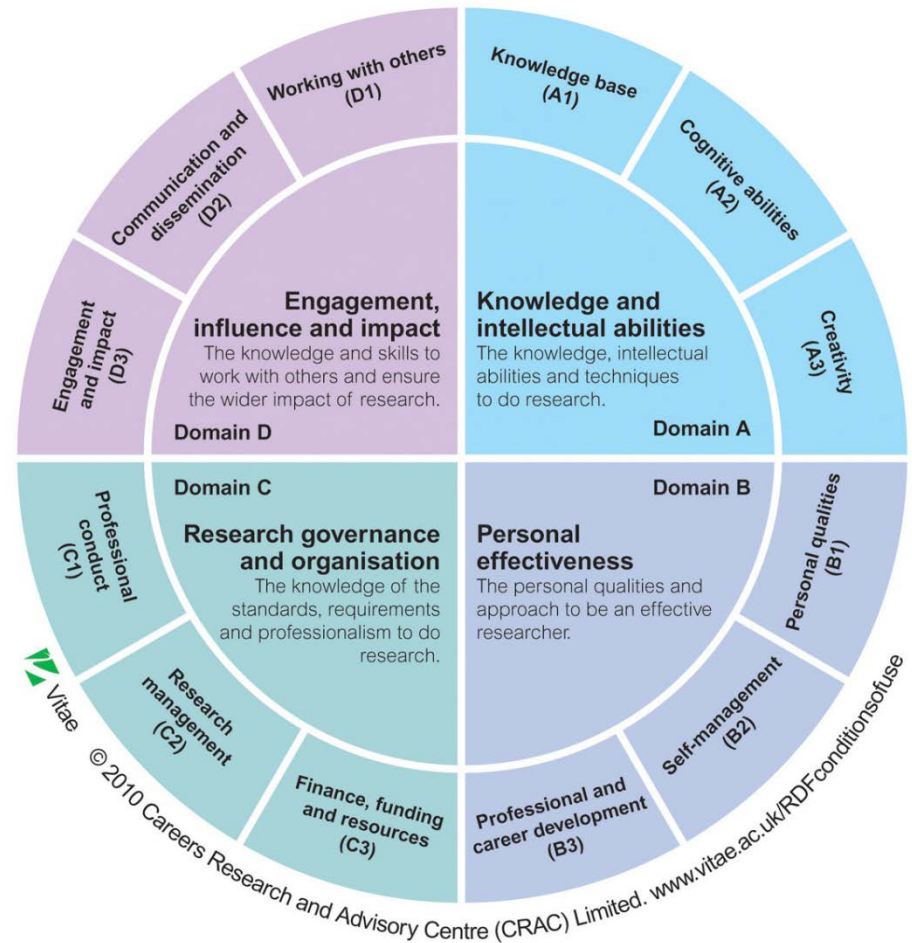 Working with others
(D1)
Knowledge base
(A1)
Communication and
dissemination
(D2)
Cognitive abilities
(A2)
Engagement
and impact
(D3)
Creativity
(A3)
Engagement,
influence and impact
The knowledge and skills to
work with others and ensure
the wider impact of research.
Domain D
Knowledge and
intellectual abilities
The knowledge, intellectual
abilities and techniques
to do research.
Domain A
Domain C
Research governance
and organisation
The knowledge of the
standards, requirements
and professionalism to do
research.
Domain B
Personal
effectiveness
The personal qualities and
approach to be an effective
researcher.
Professional
conduct
(C1)
Personal qualities
(B1)
Research
management
(C2)
Self-management
(B2)
Finance, funding
and resources
(C3)
Professional and
career development
(B3)
Vitae © 2010 Careers Research and Advisory Centre (CRAC) Limited. www.vitae.ac.uk/RDFconditionsofuse